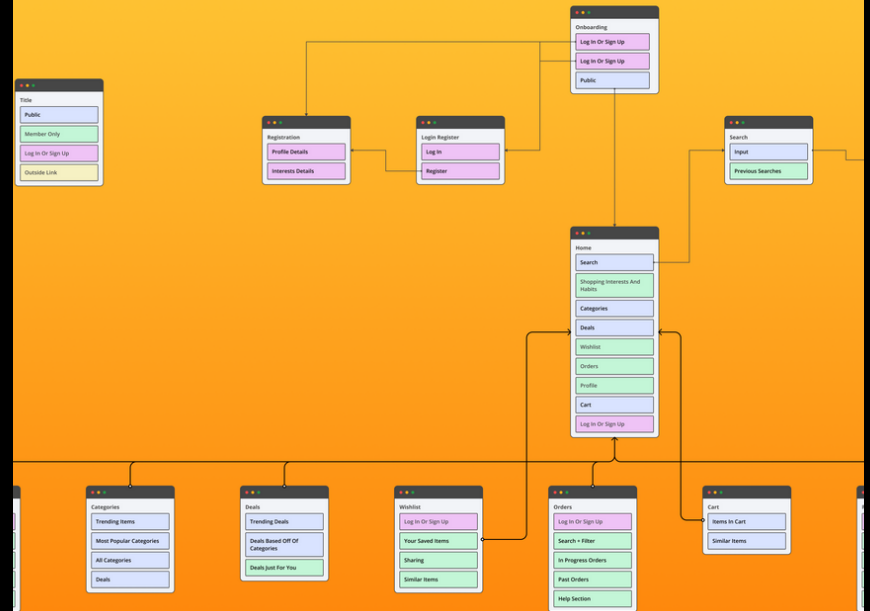 Onboarding
Log In Or Sign Up
Log In Or Sign Up
Public
Title
Public
Member Only
Log In Or Sign Up
Outside Link
Registration
Profile Details
Interests Details
Login Register
Log In
Register
Search
Input
Previous Searches
Home
Search
Shopping Interests And
Habits
Categories
Deals
Wishlist
Orders
Profile
Cart
Log In Or Sign Up
Categories
Trending Items
Most Popular Categories
All Categories
Deals
Deals
Trending Deals
Deals Based Off Of
Categories
Deals Just For You
Wishlist
Log In Or Sign Up
Your Saved Items
Sharing
Similar Items
Orders
Log In Or Sign Up
Search + Filter
In Progress Orders
Past Orders
Help Section
Cart
Items In Cart
Similar Items